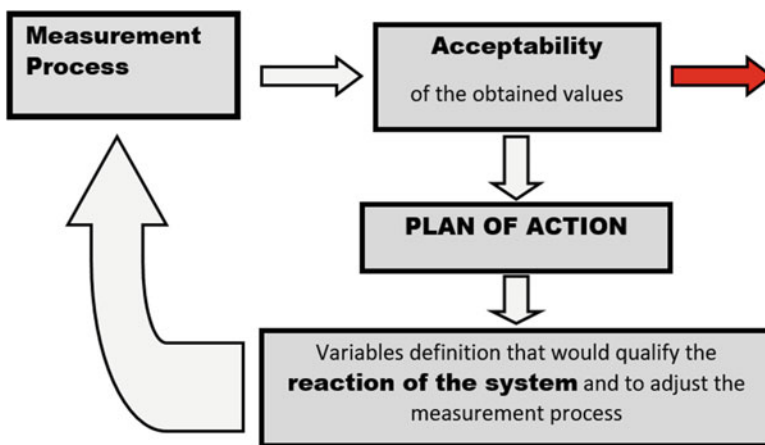 Measurement
Process
Acceptability
of the obtained values
PLAN OF ACTION
Variables definition that would qualify the
reaction of the system and to adjust the
measurement process